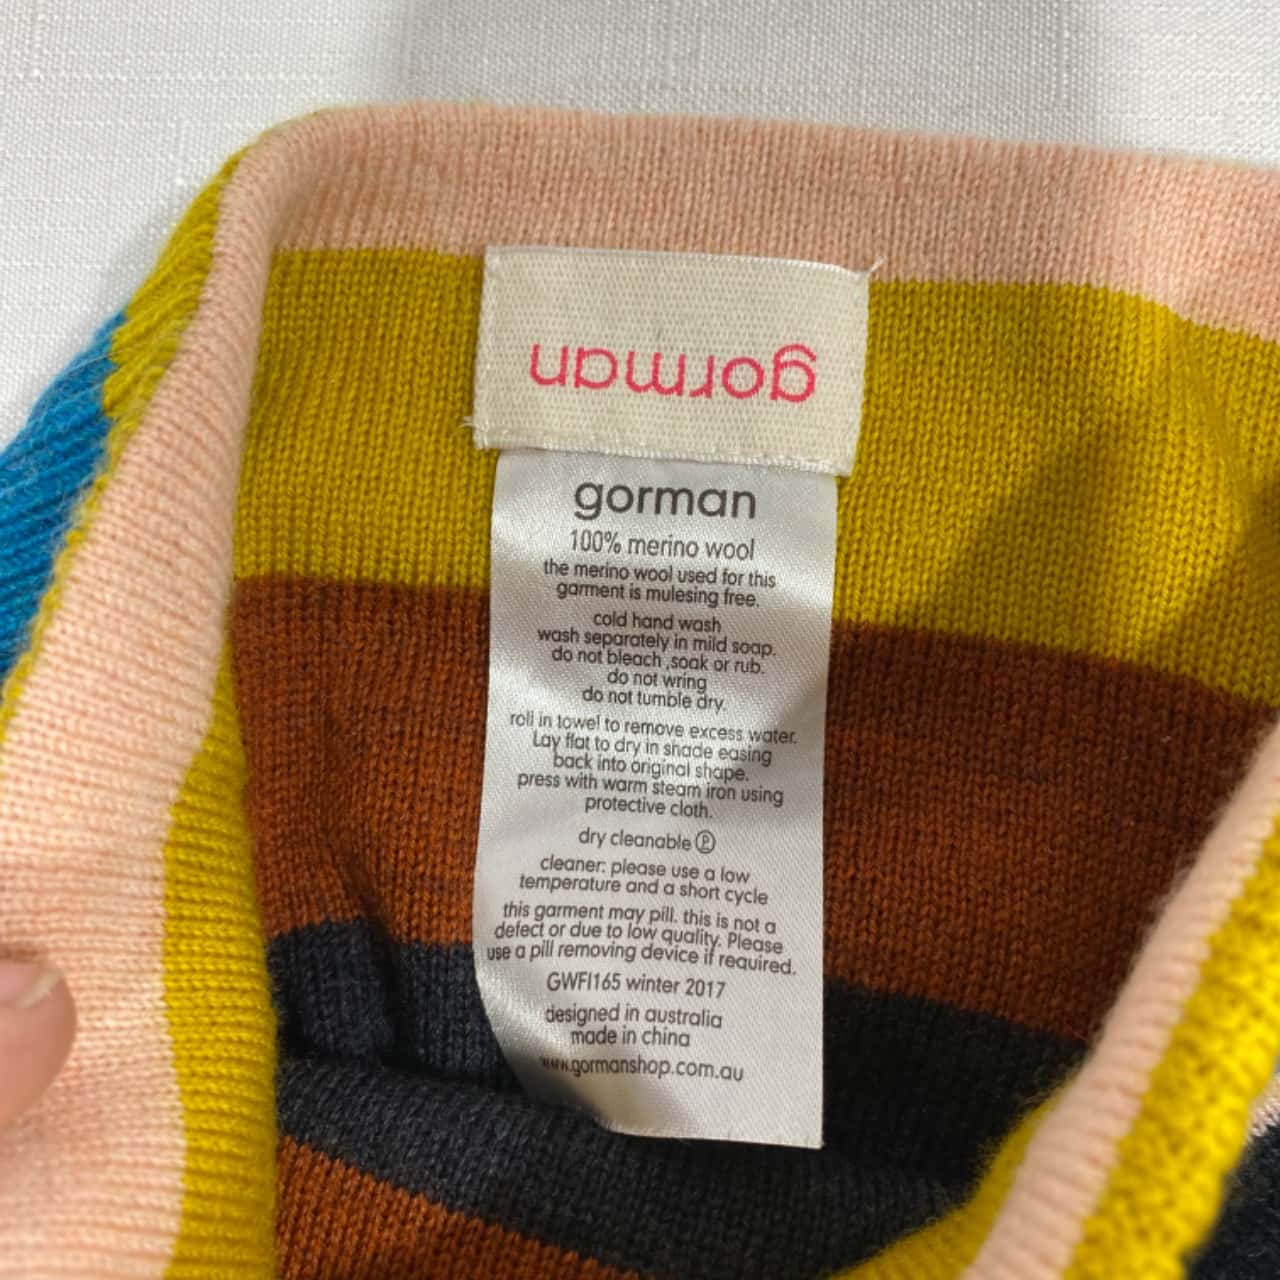 gorman
gorman
100% merino wool
the merino wool used for this
garment is mulesing free.
cold hand wash
wash separately in mild soap.
do not bleach ,soak or rub.
do not wring
do not tumble dry.
roll in towel to remove excess water.
Lay flat to dry in shade easing
back into original shape.
press with warm steam iron using
protective cloth.
dry cleanable Ⓟ
cleaner: please use a low
temperature and a short cycle
this garment may pill. this is not a
defect or due to low quality. Please
use a pill removing device if required.
GWFI165 winter 2017
designed in australia
made in china
www.gormanshop.com.au